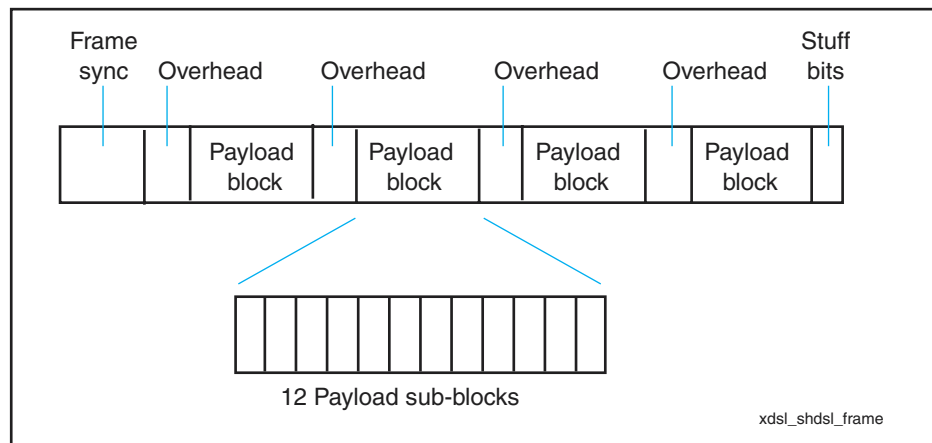 Frame
sync
Overhead
Overhead
Overhead
Overhead
Stuff
bits
Payload
block
Payload
block
Payload
block
Payload
block
12 Payload sub-blocks
xdsl_shdsl_frame